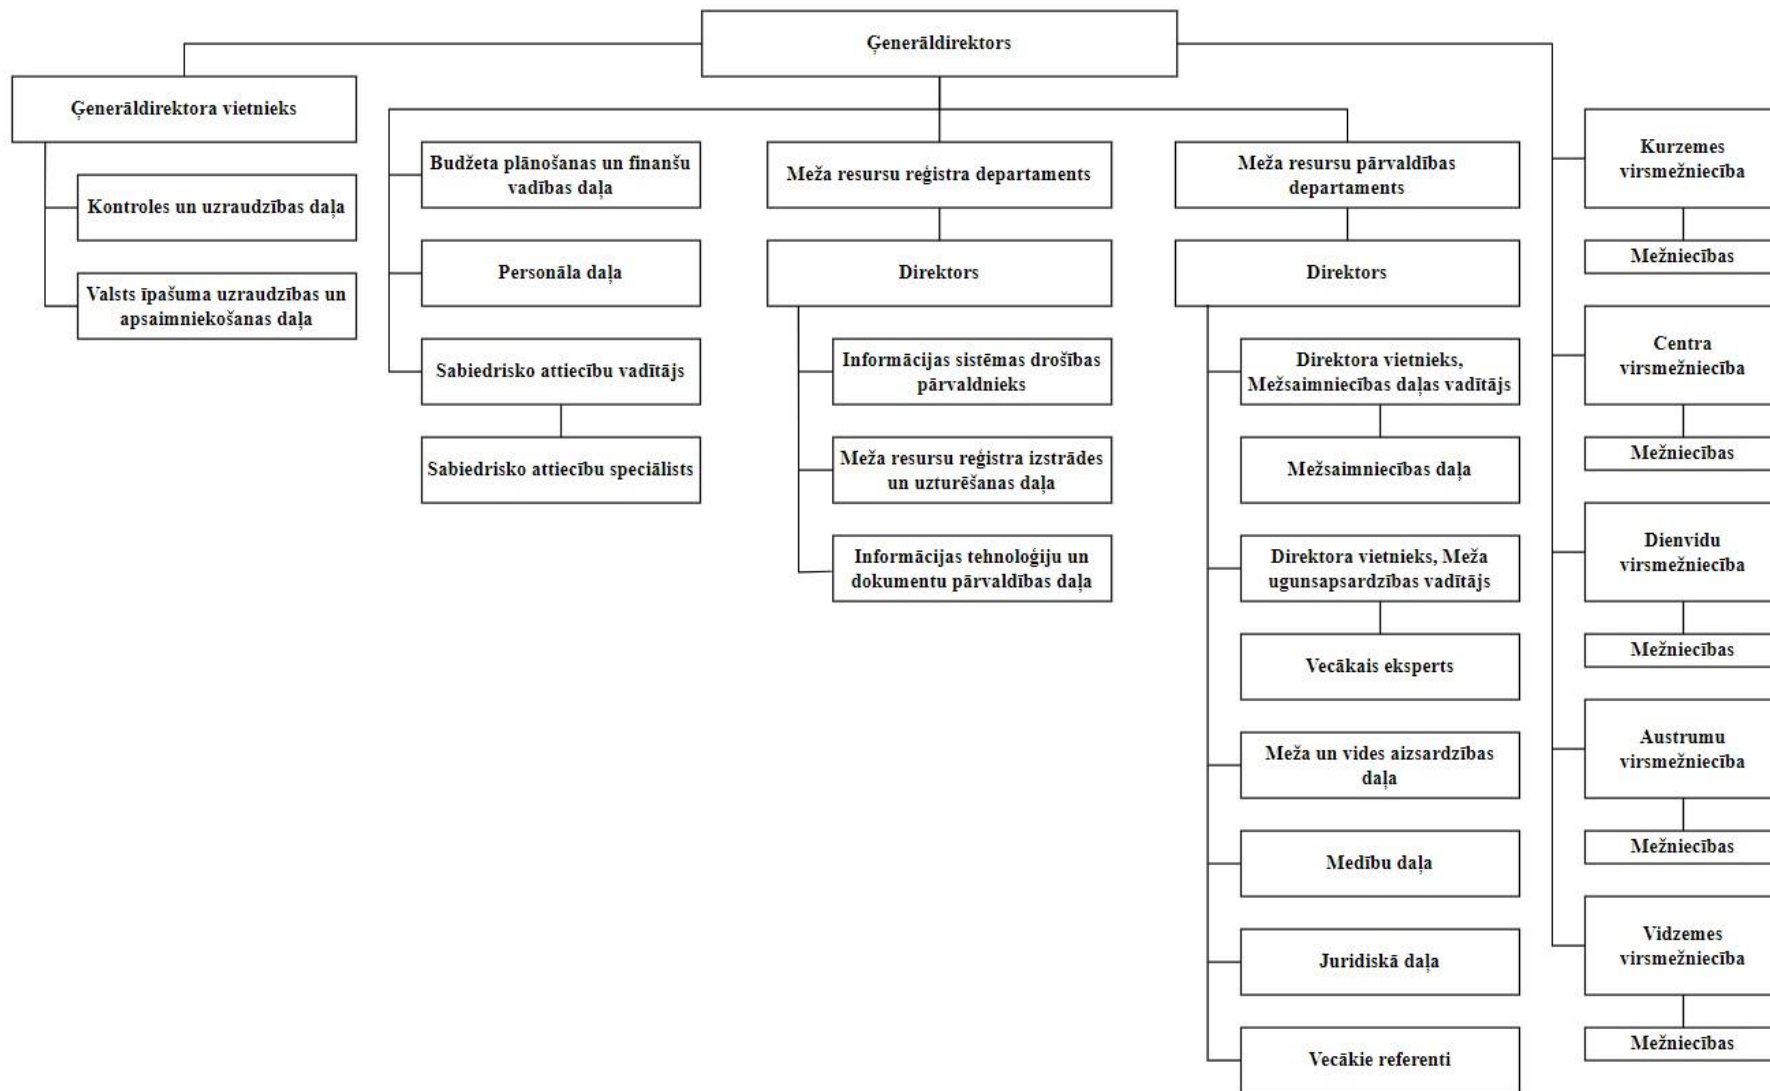 Ģenerāldirektors
Ģenerāldirektora vietnieks
Kontroles un uzraudzības daļa
Valsts īpašuma uzraudzības un
apsaimniekošanas daļa
Budžeta plānošanas un finanšu
vadības daļa
Personāla daļa
Sabiedrisko attiecību vadītājs
Sabiedrisko attiecību speciālists
Meža resursu reģistra departaments
Direktors
Informācijas sistēmas drošības
pārvaldnieks
Meža resursu reģistra izstrādes
un uzturēšanas daļa
Informācijas tehnoloģiju un
dokumentu pārvaldības daļa
Meža resursu pārvaldības
departaments
Direktors
Direktora vietnieks,
Mežsaimniecības daļas vadītājs
Mežsaimniecības daļa
Direktora vietnieks, Meža
ugunsapsardzības vadītājs
Vecākais eksperts
Meža un vides aizsardzības
daļa
Medību daļa
Juridiskā daļa
Vecākie referenti
Kurzemes
virsmežniecība
Mežniecības
Centra
virsmežniecība
Mežniecības
Dienvidu
virsmežniecība
Mežniecības
Austrumu
virsmežniecība
Mežniecības
Vidzemes
virsmežniecība
Mežniecības